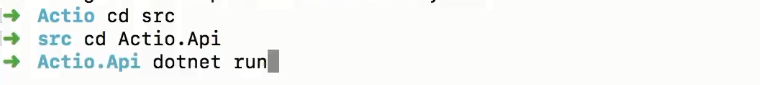 ➜ Actio cd src
➜ src cd Actio.Api
➜ Actio.Api dotnet run